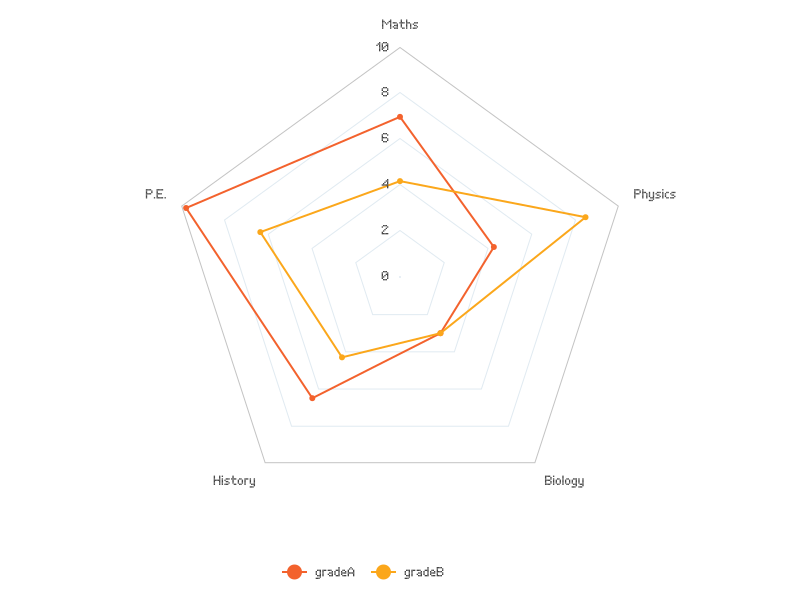 Maths
10
8
6
P.E.
4
Physics
2
0
History
Biology
gradeA
gradeB